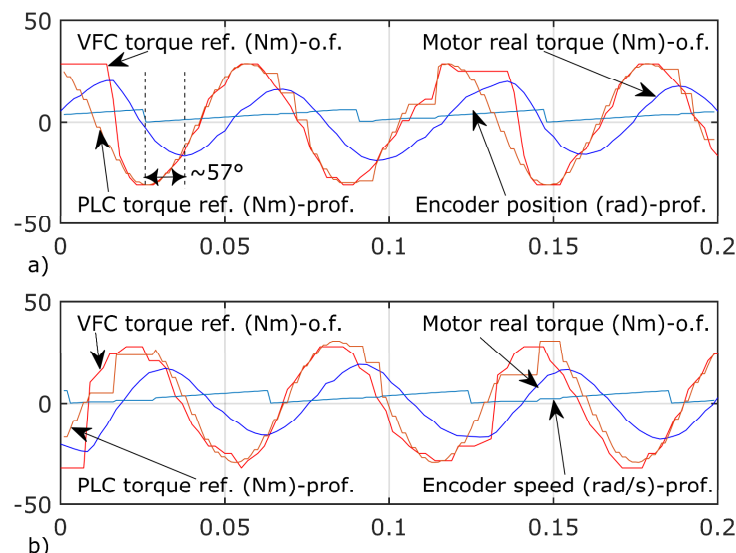 50
VFC torque ref. (Nm)-o.f.
Motor real torque (Nm)-o.f.
0
~57°
PLC torque ref. (Nm)-prof.
Encoder position (rad)-prof.
-50
0
0.05
0.1
0.15
0.2
a)
50
VFC torque ref. (Nm)-o.f.
Motor real torque (Nm)-o.f.
0
PLC torque ref. (Nm)-prof.
Encoder speed (rad/s)-prof.
-50
0
0.05
0.1
0.15
0.2
b)